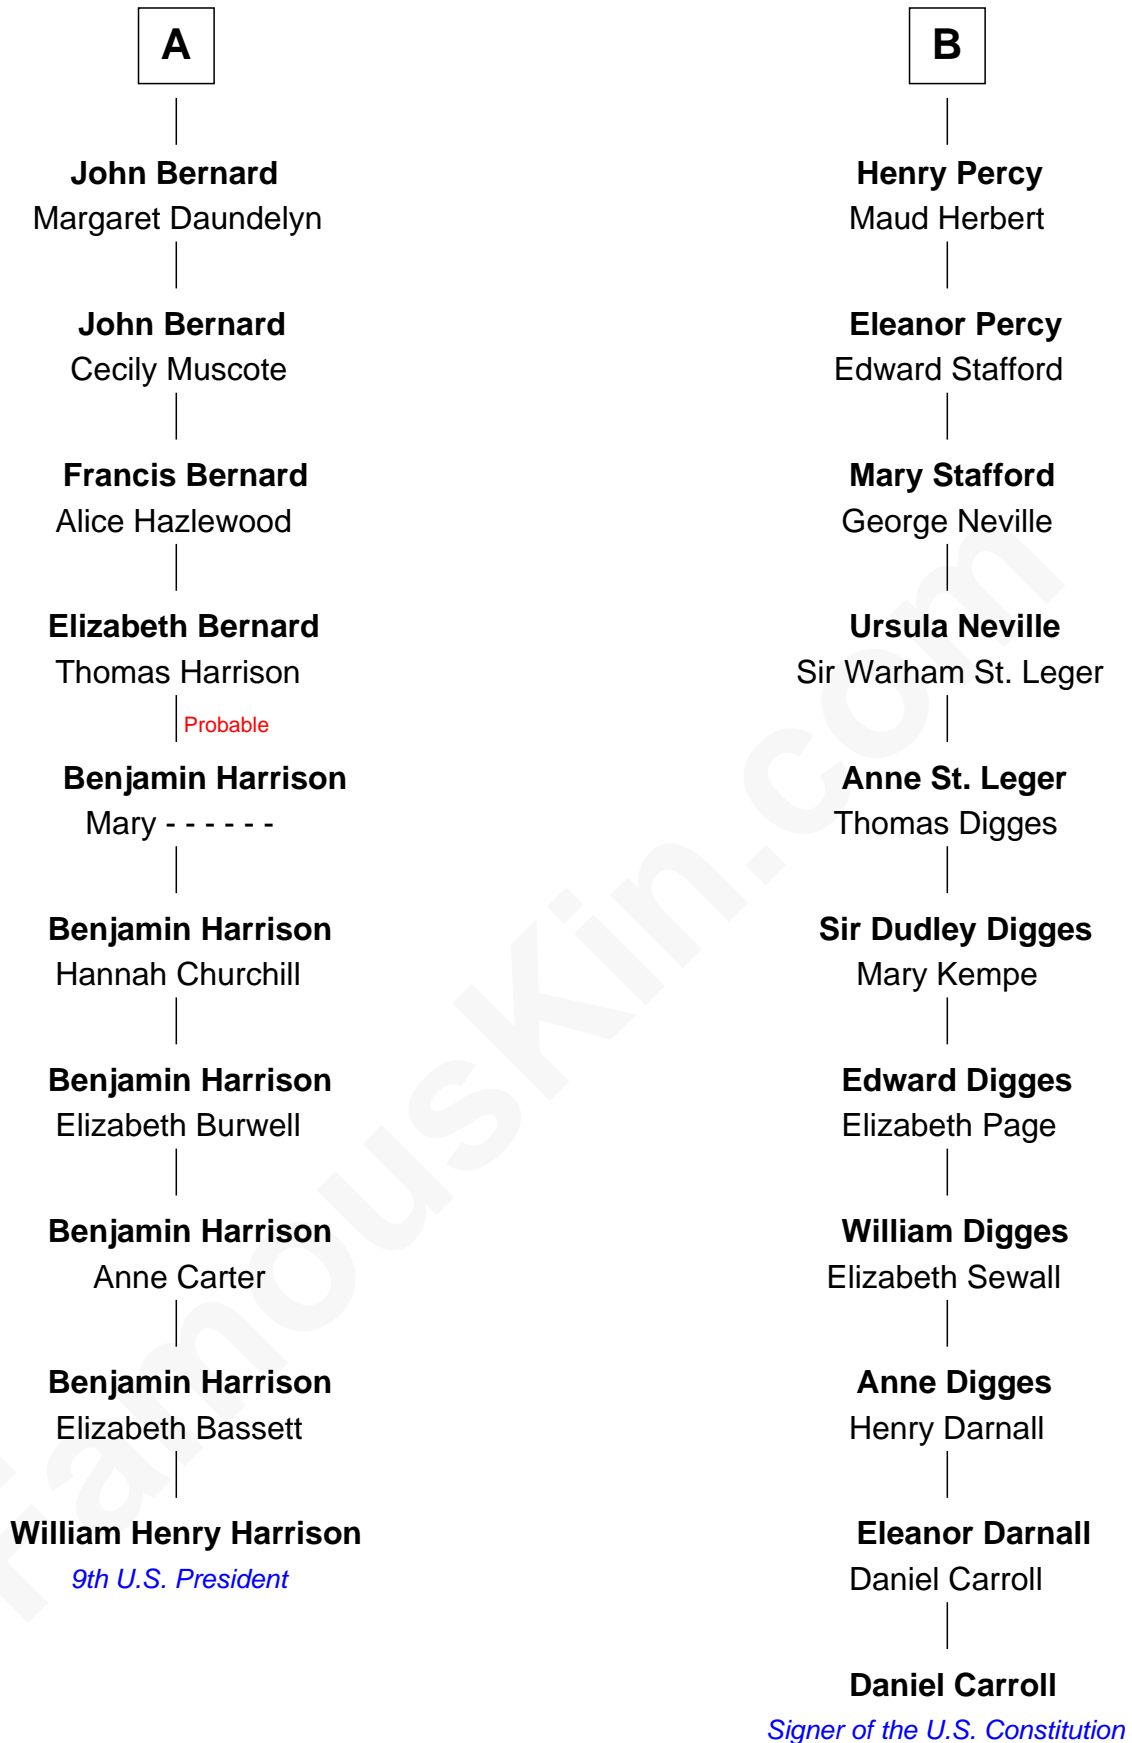 A
John Bernard
Margaret Daundelyn
John Bernard
Cecily Muscote
Francis Bernard
Alice Hazlewood
Elizabeth Bernard
Thomas Harrison
Probable
Benjamin Harrison
Mary - - - - - -
Benjamin Harrison
Hannah Churchill
Benjamin Harrison
Elizabeth Burwell
Benjamin Harrison
Anne Carter
Benjamin Harrison
Elizabeth Bassett
William Henry Harrison
9th U.S. President
B
Henry Percy
Maud Herbert
Eleanor Percy
Edward Stafford
Mary Stafford
George Neville
Ursula Neville
Sir Warham St. Leger
Anne St. Leger
Thomas Digges
Sir Dudley Digges
Mary Kempe
Edward Digges
Elizabeth Page
William Digges
Elizabeth Sewall
Anne Digges
Henry Darnall
Eleanor Darnall
Daniel Carroll
Daniel Carroll
Signer of the U.S. Constitution
FamousKin.com